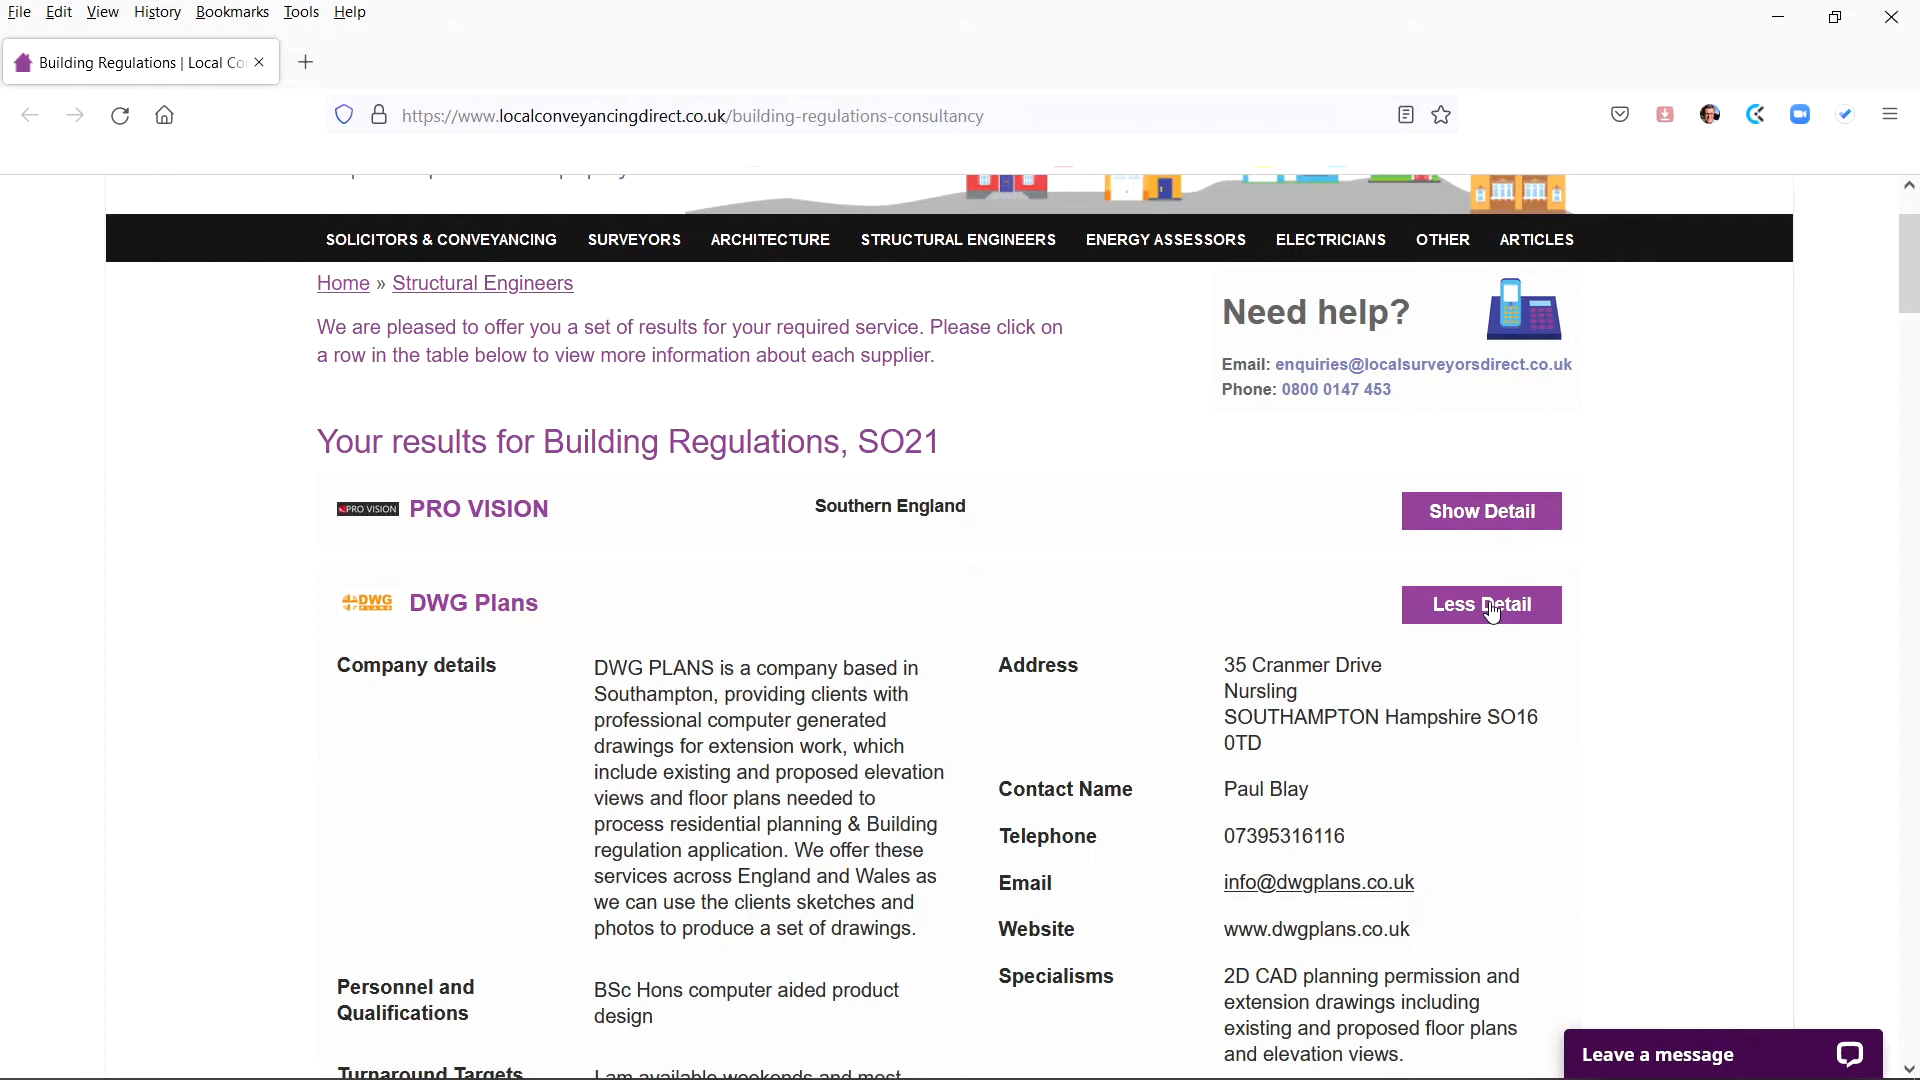 File Edit View History Bookmarks Tools Help
Building Regulations | Local Co
https://www.localconveyancingdirect.co.uk/building-regulations-consultancy
SOLICITORS & CONVEYANCING SURVEYORS ARCHITECTURE STRUCTURAL ENGINEERS ENERGY ASSESSORS ELECTRICIANS OTHER ARTICLES
Home » Structural Engineers
We are pleased to offer you a set of results for your required service. Please click on
a row in the table below to view more information about each supplier.
Need help?
Email: enquiries@localsurveyorsdirect.co.uk
Phone: 0800 0147 453
Your results for Building Regulations, SO21
PRO VISION PRO VISION Southern England Show Detail
DWG PLANS DWG Plans Less Detail
Company details
DWG PLANS is a company based in
Southampton, providing clients with
professional computer generated
drawings for extension work, which
include existing and proposed elevation
views and floor plans needed to
process residential planning & Building
regulation application. We offer these
services across England and Wales as
we can use the clients sketches and
photos to produce a set of drawings.
Personnel and
Qualifications
BSc Hons computer aided product
design
Turnaround Targets
I am available weekends and most
Address
35 Cranmer Drive
Nursling
SOUTHAMPTON Hampshire SO16
0TD
Contact Name Paul Blay
Telephone 07395316116
Email info@dwgplans.co.uk
Website www.dwgplans.co.uk
Specialisms
2D CAD planning permission and
extension drawings including
existing and proposed floor plans
and elevation views.
Leave a message